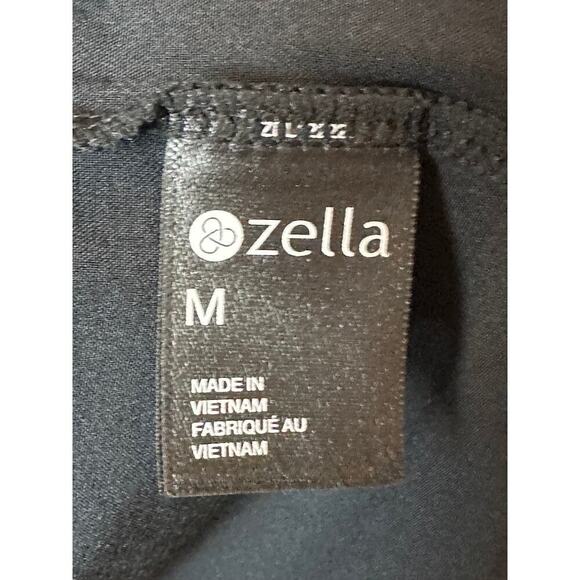 zella
M
MADE IN
VIETNAM
FABRIQUÉ AU
VIETNAM